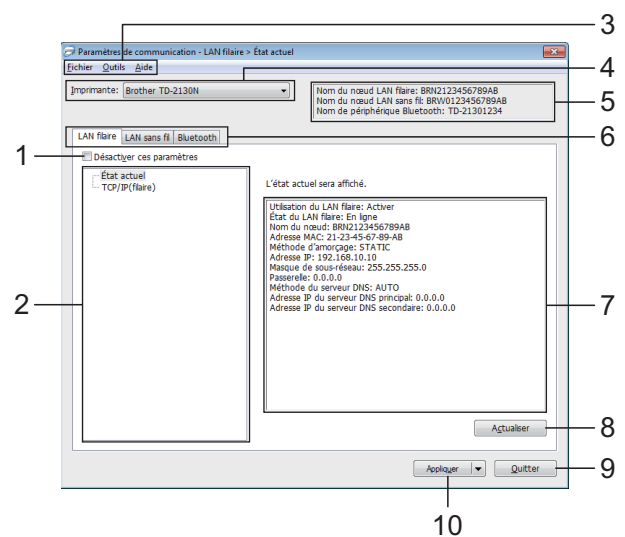 3
Paramètres de communication - LAN filaire > État actuel
Fichier Outils Aide
4
Imprimante: Brother TD-2130N
Nom du nœud LAN filaire: BRN2123456789AB
Nom du nœud LAN sans fil: BRW0123456789AB
Nom de périphérique Bluetooth: TD-21301234
5
LAN filaire LAN sans fil Bluetooth
6
1
Désactiver ces paramètres
État actuel
TCP/IP(filaire)
L'état actuel sera affiché.
Utilisation du LAN filaire: Activer
État du LAN filaire: En ligne
Nom du nœud: BRN2123456789AB
Adresse MAC: 21-23-45-67-89-AB
Méthode d'amorçage: STATIC
Adresse IP: 192.168.10.10
Masque de sous-réseau: 255.255.255.0
Passerelle: 0.0.0.0
Méthode du serveur DNS: AUTO
Adresse IP du serveur DNS principal: 0.0.0.0
Adresse IP du serveur DNS secondaire: 0.0.0.0
2
7
Actualiser
8
Appliquer
Quitter
9
10